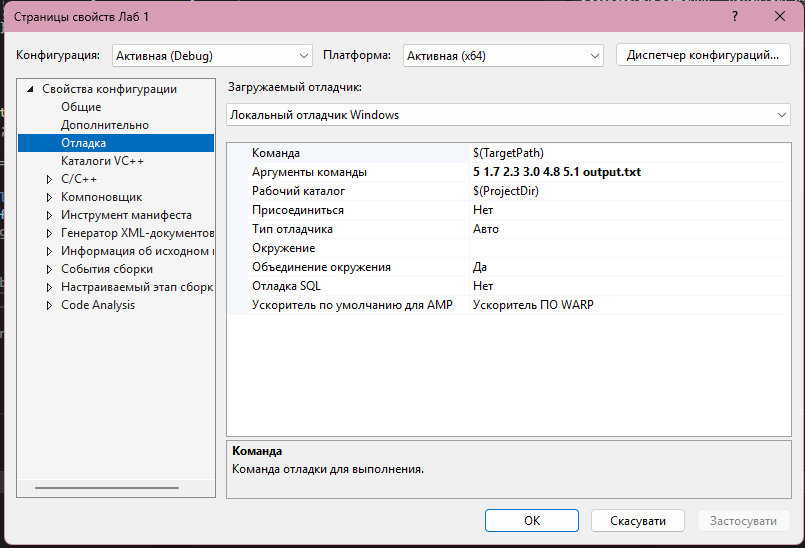 Страницы свойств Лаб 1
Конфигурация: Активная (Debug) Платформа: Активная (x64) Диспетчер конфигураций...
Свойства конфигурации
Общие
Дополнительно
Отладка
Каталоги VC++
C/C++
Компоновщик
Инструмент манифеста
Генератор XML-документов
Информация об исходном
События сборки
Настраиваемый этап сборк
Code Analysis
Загружаемый отладчик:
Локальный отладчик Windows
Команда $(TargetPath)
Аргументы команды 5 1.7 2.3 3.0 4.8 5.1 output.txt
Рабочий каталог $(ProjectDir)
Присоединиться Нет
Тип отладчика Авто
Окружение
Объединение окружения Да
Отладка SQL Нет
Ускоритель по умолчанию для AMP Ускоритель ПО WARP
Команда
Команда отладки для выполнения.
OK Скасувати Застосувати